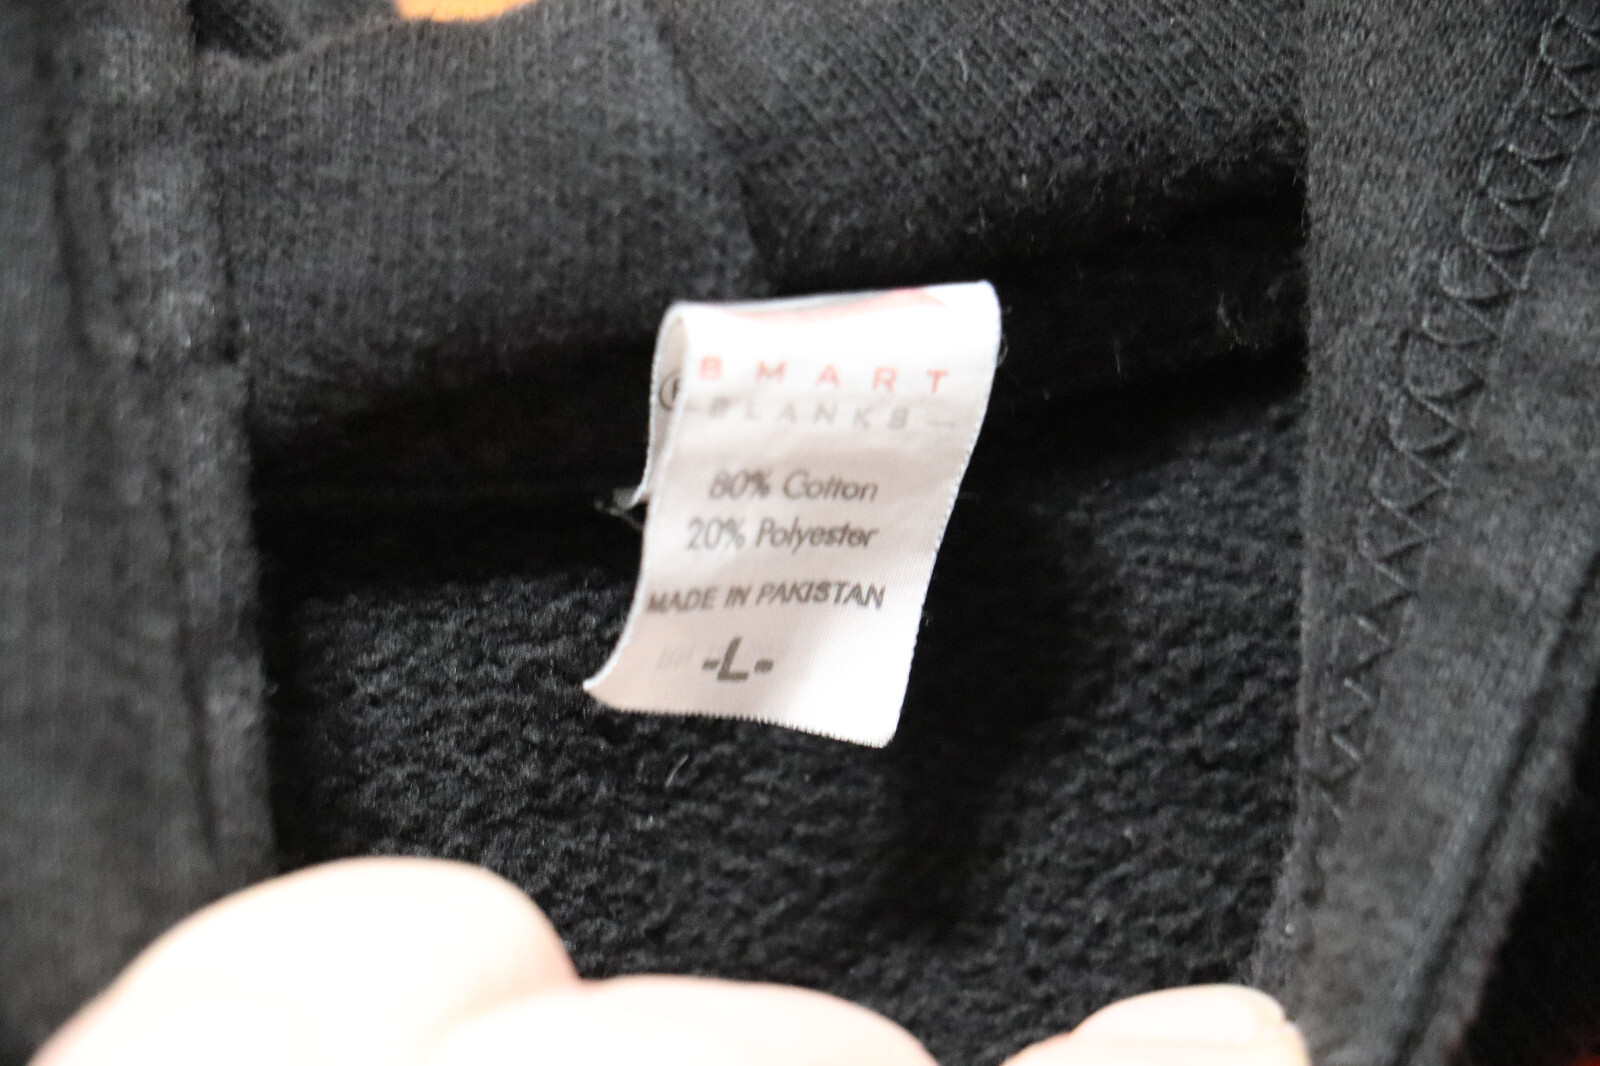 SMART
-BLANKS-
80% Cotton
20% Polyester
MADE IN PAKISTAN
-L-